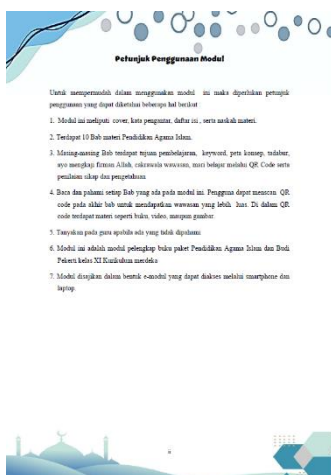 Petunjuk Penggunaan Modul
Untuk mempermudah dalam menggunakan modul ini maka diperlukan petunjuk
penggunaan yang dapat diketahui beberapa hal berikut
1. Modul ini meliputi cover, kata pengantar, daftar isi , serta naskah materi.
2. Terdapat 10 Bab materi Pendidikan Agama Islam.
3. Masing-masing Bab terdapat tujuan pembelajaran, keyword, peta konsep, tadabur,
ayo mengkaji firman Allah, cakrawala wawasan, mari belajar melalui QR Code serta
penilaian sikap dan pengetahuan
4. Baca dan pahami setiap Bab yang ada pada modul ini. Pengguna dapat menscan QR
code pada akhir bab untuk mendapatkan wawasan yang lebih luas. Di dalam QR
code terdapat materi seperti buku, video, maupun gambar.
5. Tanyakan pada guru apabila ada yang tidak dipahami
6. Modul ini adalah modul pelengkap buku paket Pendidikan Agama Islam dan Budi
Pekerti kelas XI Kurikulum merdeka
7. Modul disajikan dalam bentuk e-modul yang dapat diakses melalui smartphone dan
laptop.